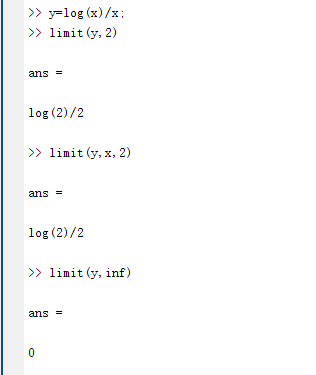 >> y=log(x)/x;
>> limit(y,2)
ans =
log(2)/2
>> limit(y,x,2)
ans =
log(2)/2
>> limit(y,inf)
ans =
0